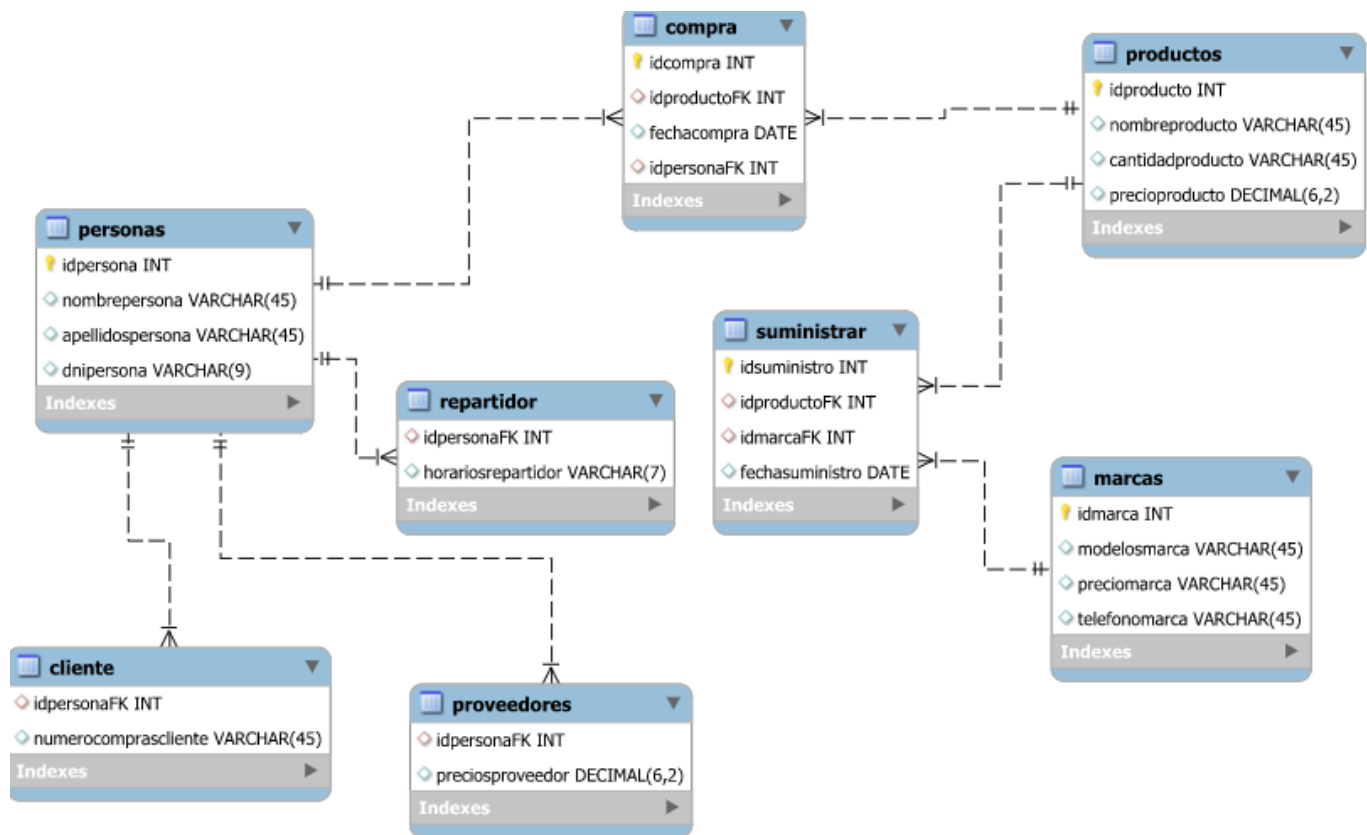 compra
idcompra INT
idproductoFK INT
fechacompra DATE
idpersonaFK INT
Indexes
productos
idproducto INT
nombreproducto VARCHAR(45)
cantidadproducto VARCHAR(45)
precioproducto DECIMAL(6,2)
Indexes
personas
idpersona INT
nombrepersona VARCHAR(45)
apellidospersona VARCHAR(45)
dnipersona VARCHAR(9)
Indexes
suministrar
idsuministro INT
idproductoFK INT
idmarcaFK INT
fechasuministro DATE
Indexes
repartidor
idpersonaFK INT
horariosrepartidor VARCHAR(7)
Indexes
marcas
idmarca INT
modelosmarca VARCHAR(45)
preciomarca VARCHAR(45)
telefonomarca VARCHAR(45)
Indexes
cliente
idpersonaFK INT
numerocomprascliente VARCHAR(45)
Indexes
proveedores
idpersonaFK INT
preciosproveedor DECIMAL(6,2)
Indexes